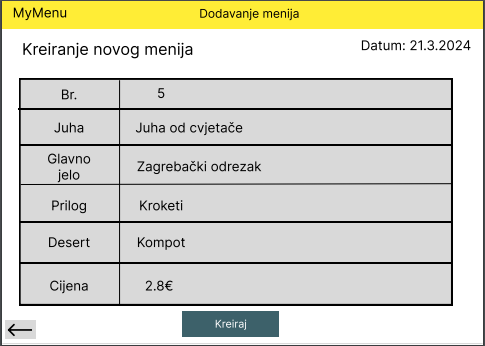 MyMenu Dodavanje menija
Kreiranje novog menija Datum: 21.3.2024
Br. 5
Juha Juha od cvjetače
Glavno
jelo Zagrebački odrezak
Prilog Kroketi
Desert Kompot
Cijena 2.8€
Kreiraj